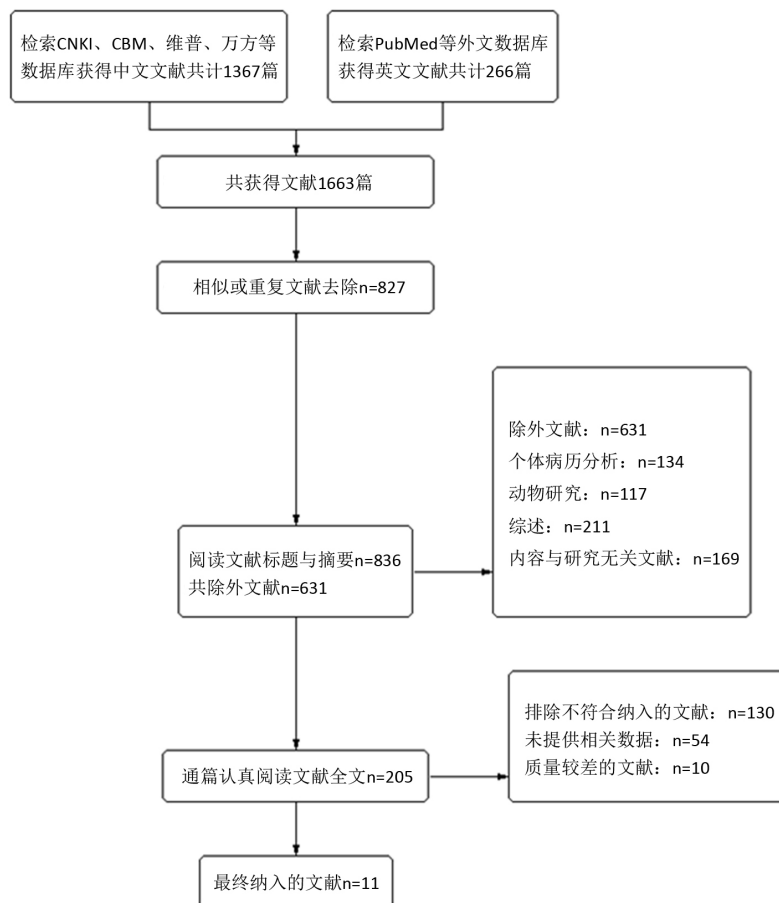 检索CNKI、CBM、维普、万方等
数据库获得中文文献共计1367篇
检索PubMed等外文数据库
获得英文文献共计266篇
共获得文献1663篇
相似或重复文献去除n=827
除外文献：n=631
个体病历分析：n=134
动物研究：n=117
综述：n=211
内容与研究无关文献：n=169
阅读文献标题与摘要n=836
共除外文献n=631
排除不符合纳入的文献：n=130
未提供相关数据：n=54
质量较差的文献：n=10
通篇认真阅读文献全文n=205
最终纳入的文献n=11